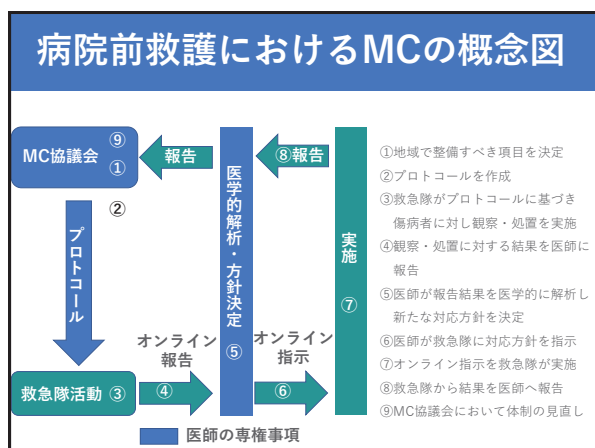 病院前救護におけるMCの概念図
⑨
MC協議会
①
報告
⑧報告
②
プロトコール
医学的解析・方針決定
⑤
実施
⑦
オンライン
報告
オンライン
指示
救急隊活動 ③
④
⑥
医師の専権事項
①地域で整備すべき項目を決定
②プロトコールを作成
③救急隊がプロトコールに基づき
傷病者に対し観察・処置を実施
④観察・処置に対する結果を医師に
報告
⑤医師が報告結果を医学的に解析し
新たな対応方針を決定
⑥医師が救急隊に対応方針を指示
⑦オンライン指示を救急隊が実施
⑧救急隊から結果を医師へ報告
⑨MC協議会において体制の見直し